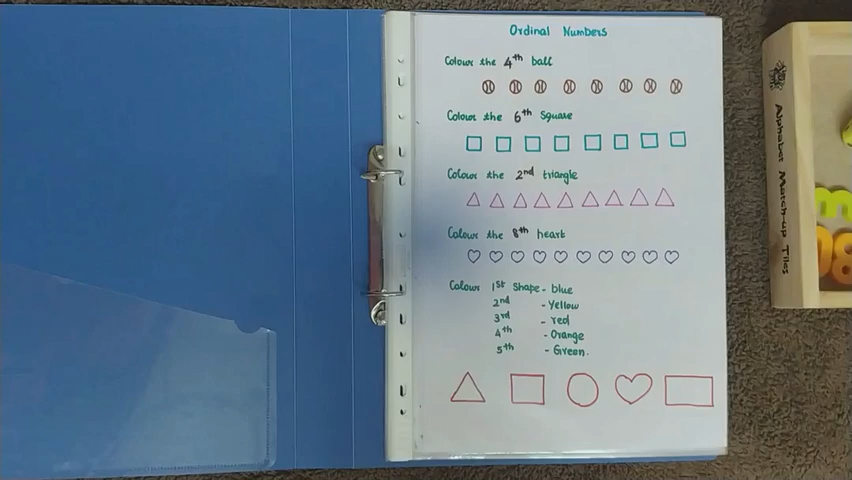 Ordinal Numbers
Colour the 4th ball
Colour the 6th Square
Colour the 2nd triangle
Colour the 8th heart
Colour 1st Shape - blue
2nd - Yellow
3rd - red
4th - Orange
5th - Green.
Alphabet Match-up Tiles
m
08